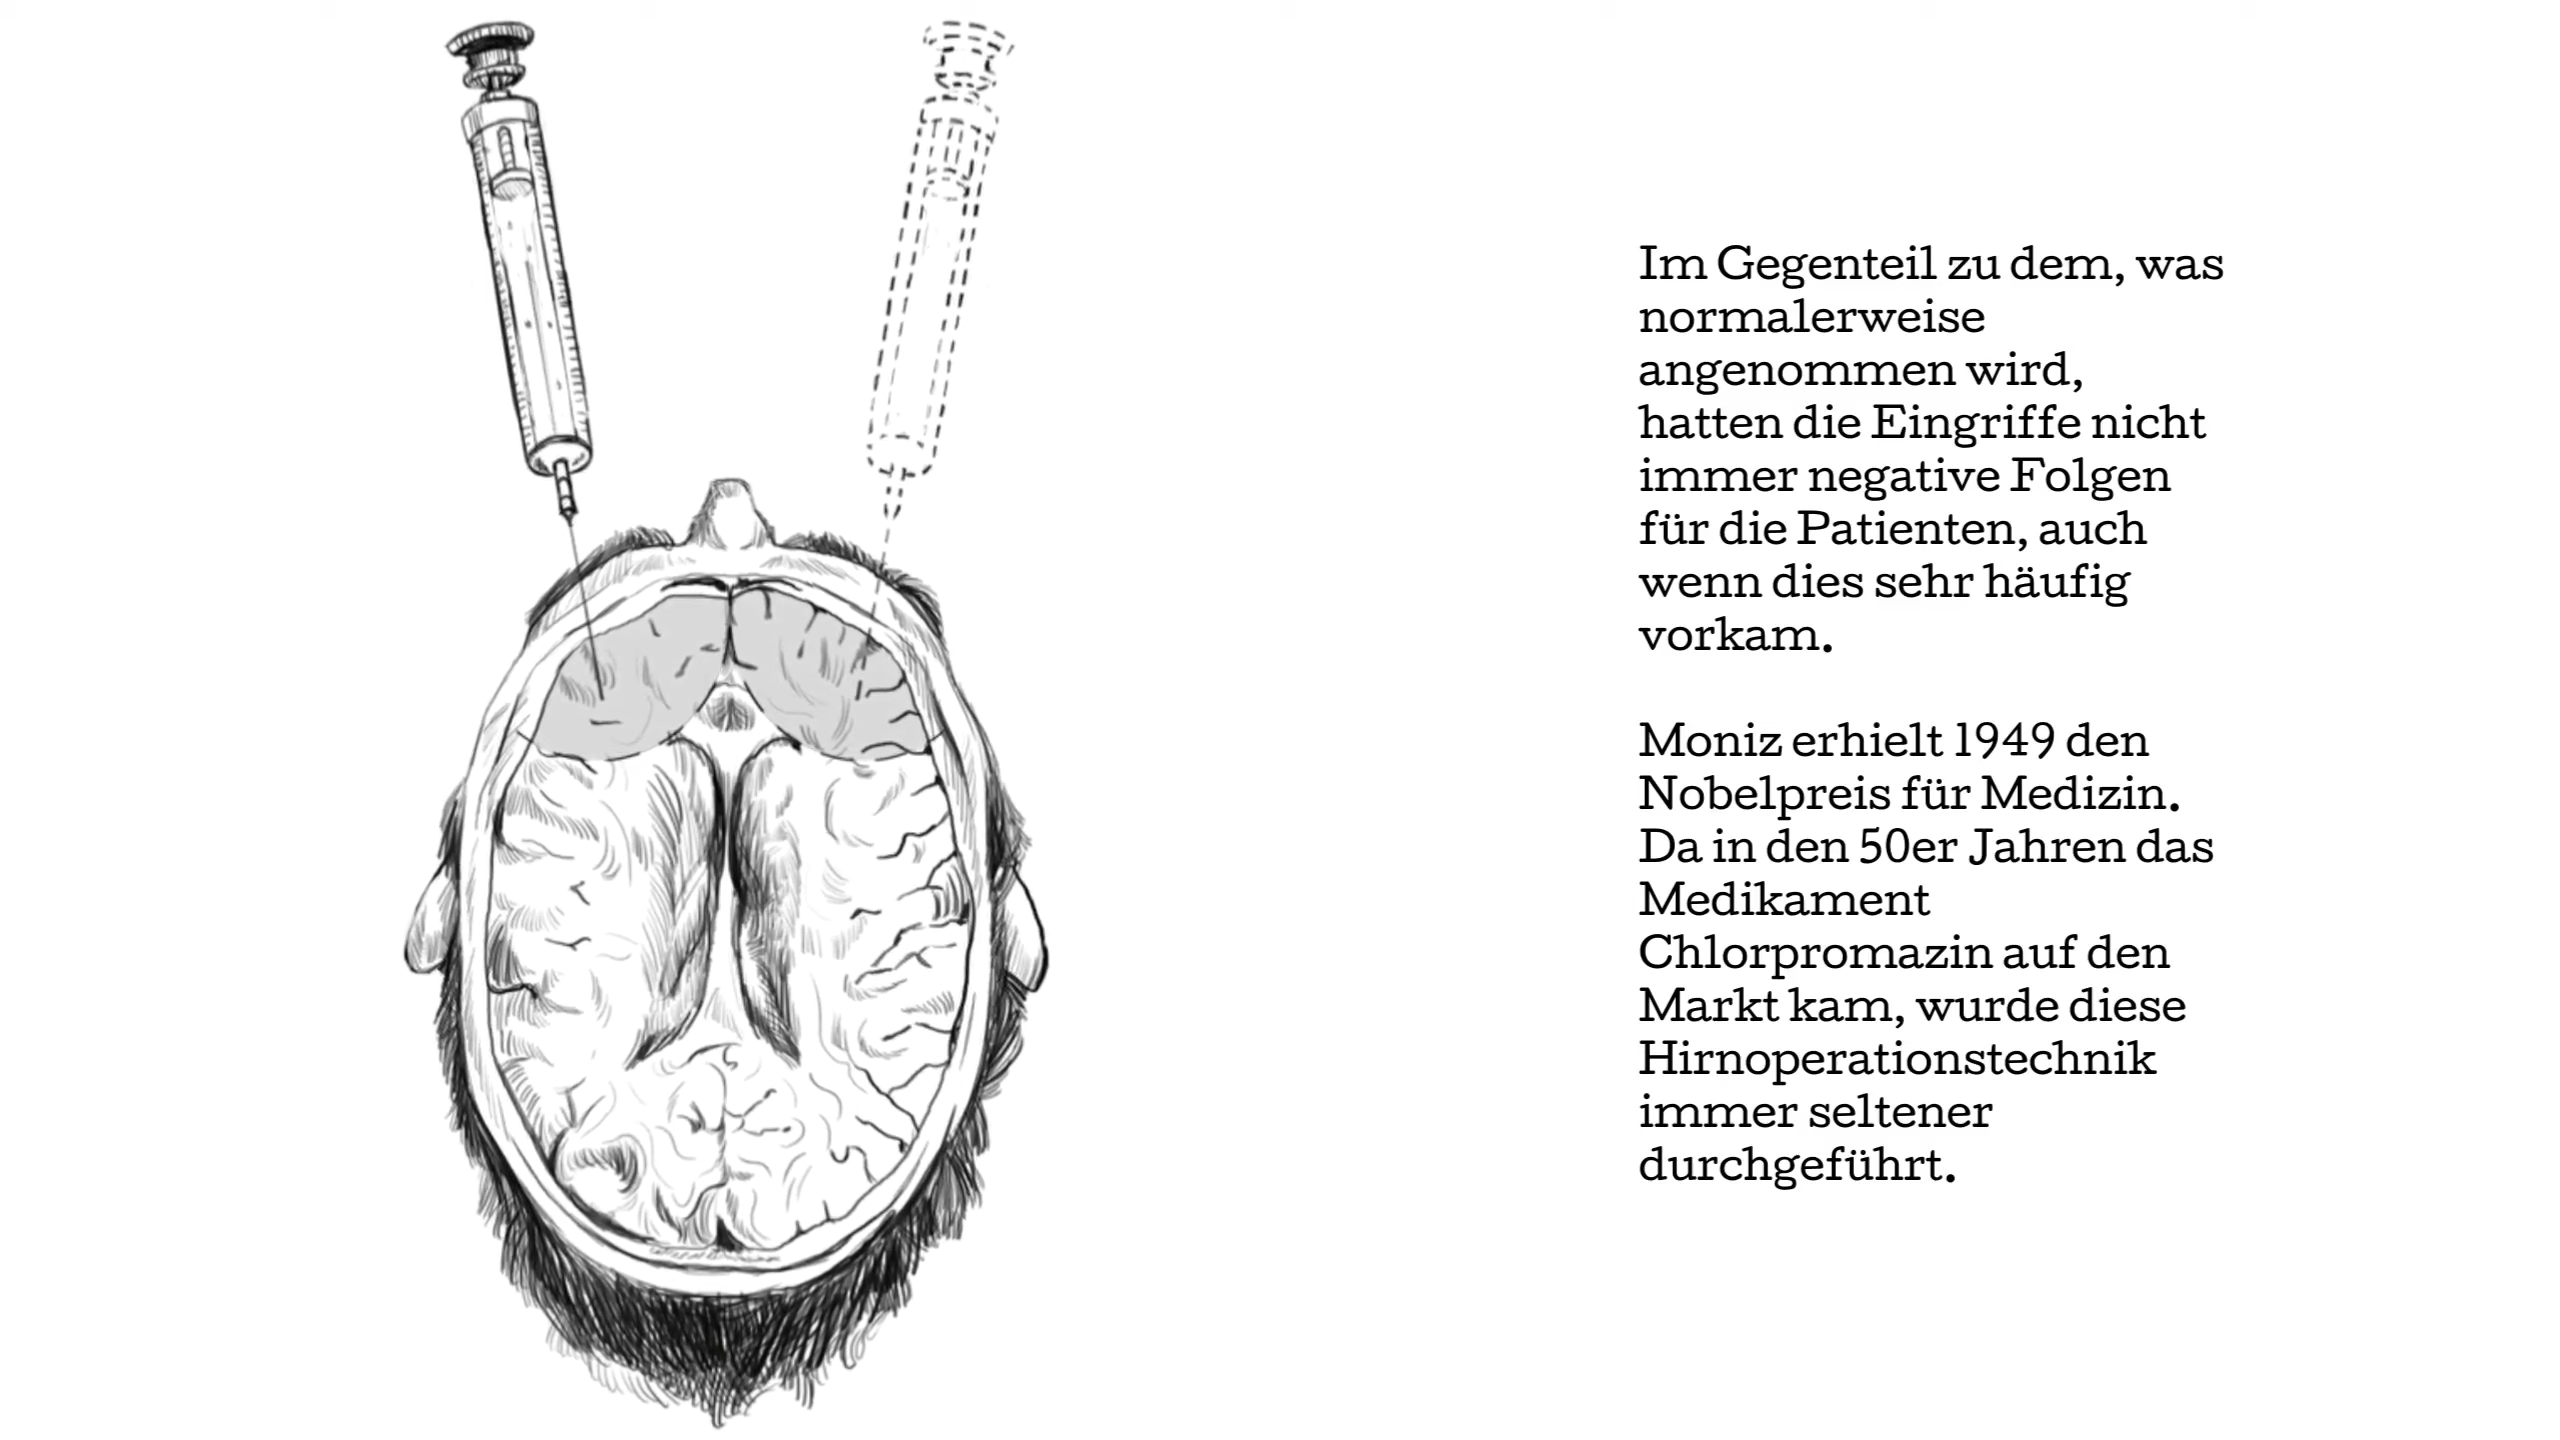 Im Gegenteil zu dem, was
normalerweise
angenommen wird,
hatten die Eingriffe nicht
immer negative Folgen
für die Patienten, auch
wenn dies sehr häufig
vorkam.
Moniz erhielt 1949 den
Nobelpreis für Medizin.
Da in den 50er Jahren das
Medikament
Chlorpromazin auf den
Markt kam, wurde diese
Hirnoperationstechnik
immer seltener
durchgeführt.